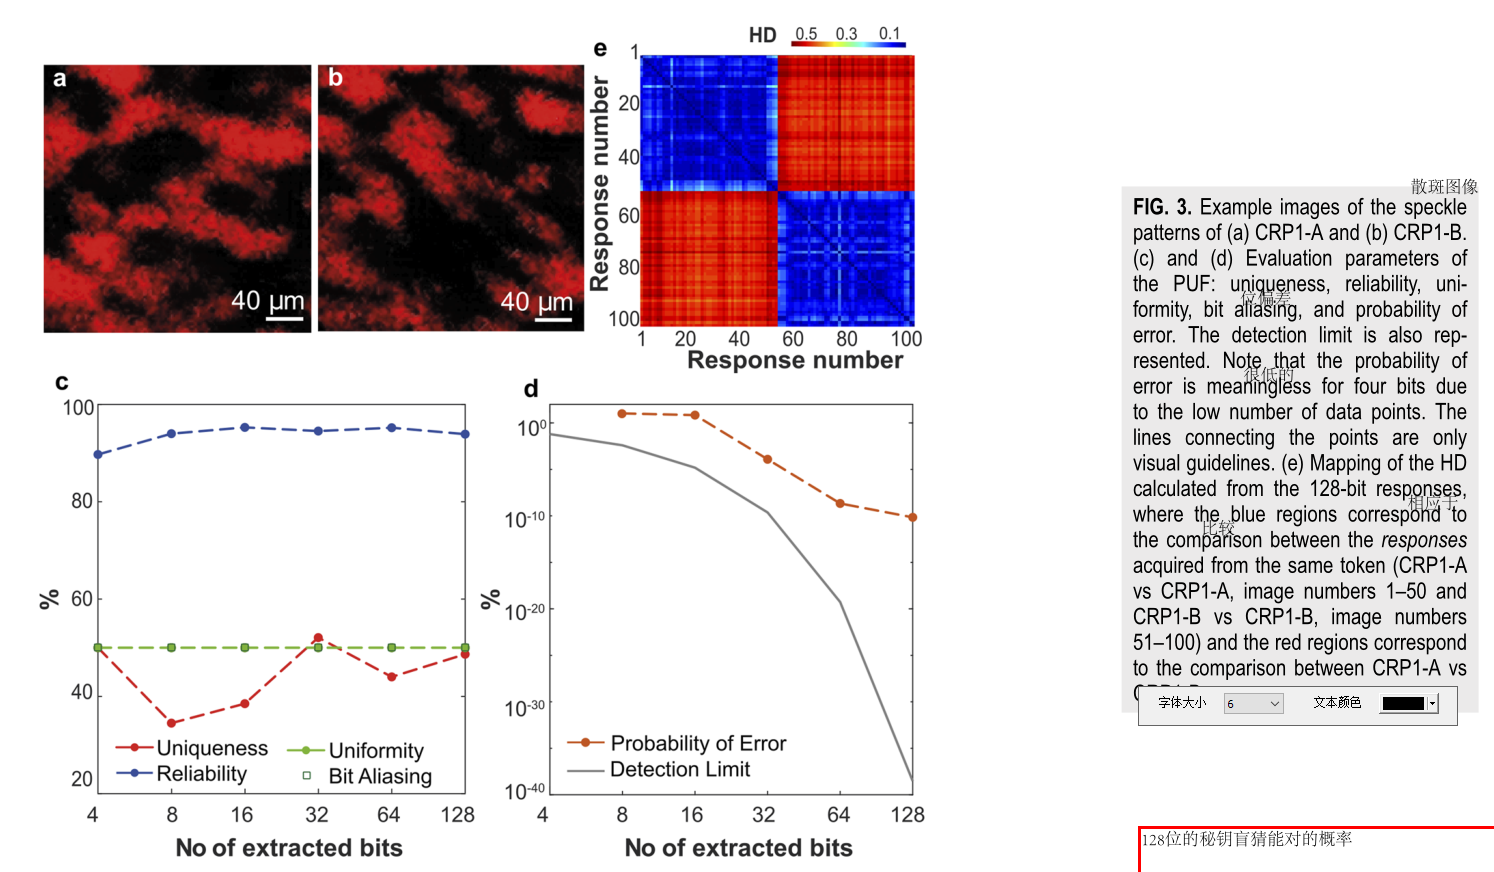 a
b
40 µm
40 µm
e
HD
0.5 0.3 0.1
Response number
1
20
40
60
80
100
1 20 40 60 80 100
Response number
c
100
80
60
40
20
%
4 8 16 32 64 128
No of extracted bits
Uniqueness
Reliability
Uniformity
Bit Aliasing
d
10⁰
10⁻¹⁰
10⁻²⁰
10⁻³⁰
10⁻⁴⁰
%
4 8 16 32 64 128
No of extracted bits
Probability of Error
Detection Limit
散斑图像
FIG. 3. Example images of the speckle
patterns of (a) CRP1-A and (b) CRP1-B.
(c) and (d) Evaluation parameters of
the PUF: uniqueness, reliability, uni-
位偏差
formity, bit aliasing, and probability of
error. The detection limit is also rep-
resented. Note that the probability of
很低的
error is meaningless for four bits due
to the low number of data points. The
lines connecting the points are only
visual guidelines. (e) Mapping of the HD
calculated from the 128-bit responses,
相应于
where the blue regions correspond to
比较
the comparison between the responses
acquired from the same token (CRP1-A
vs CRP1-A, image numbers 1–50 and
CRP1-B vs CRP1-B, image numbers
51–100) and the red regions correspond
to the comparison between CRP1-A vs
字体大小 6 文本颜色
128位的秘钥盲猜能对的概率